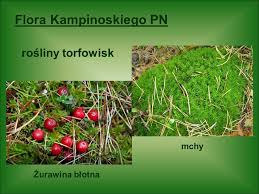 Flora Kampinoskiego PN
rośliny torfowisk
mchy
Żurawina błotna